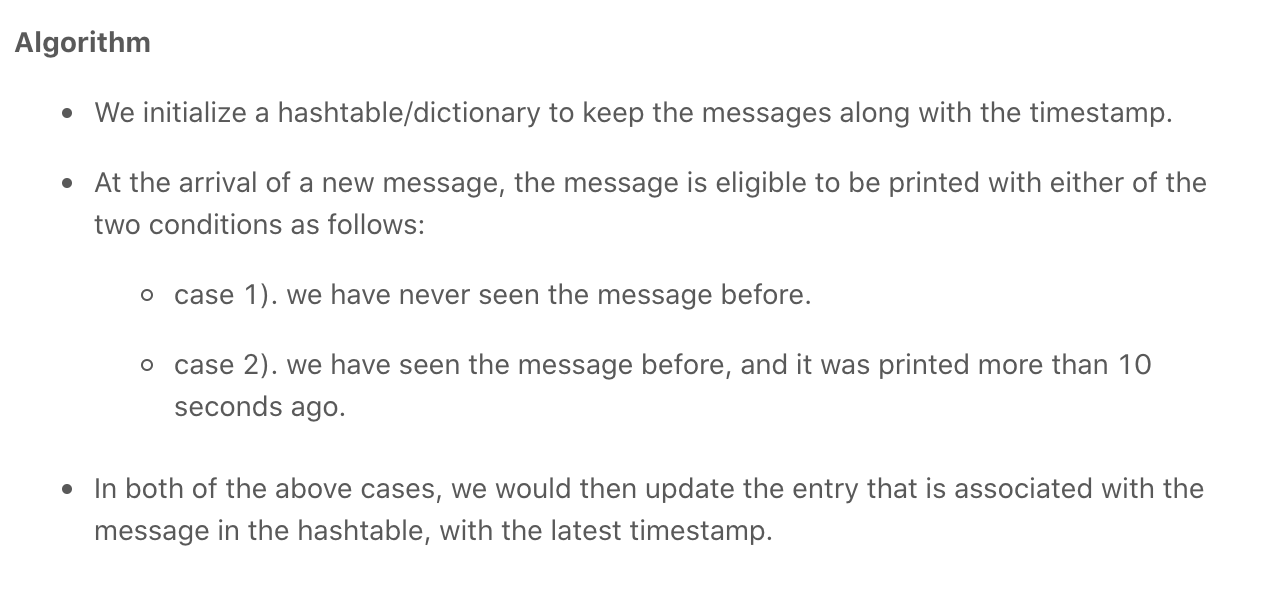 Algorithm
• We initialize a hashtable/dictionary to keep the messages along with the timestamp.
• At the arrival of a new message, the message is eligible to be printed with either of the
two conditions as follows:
◦ case 1). we have never seen the message before.
◦ case 2). we have seen the message before, and it was printed more than 10
seconds ago.
• In both of the above cases, we would then update the entry that is associated with the
message in the hashtable, with the latest timestamp.